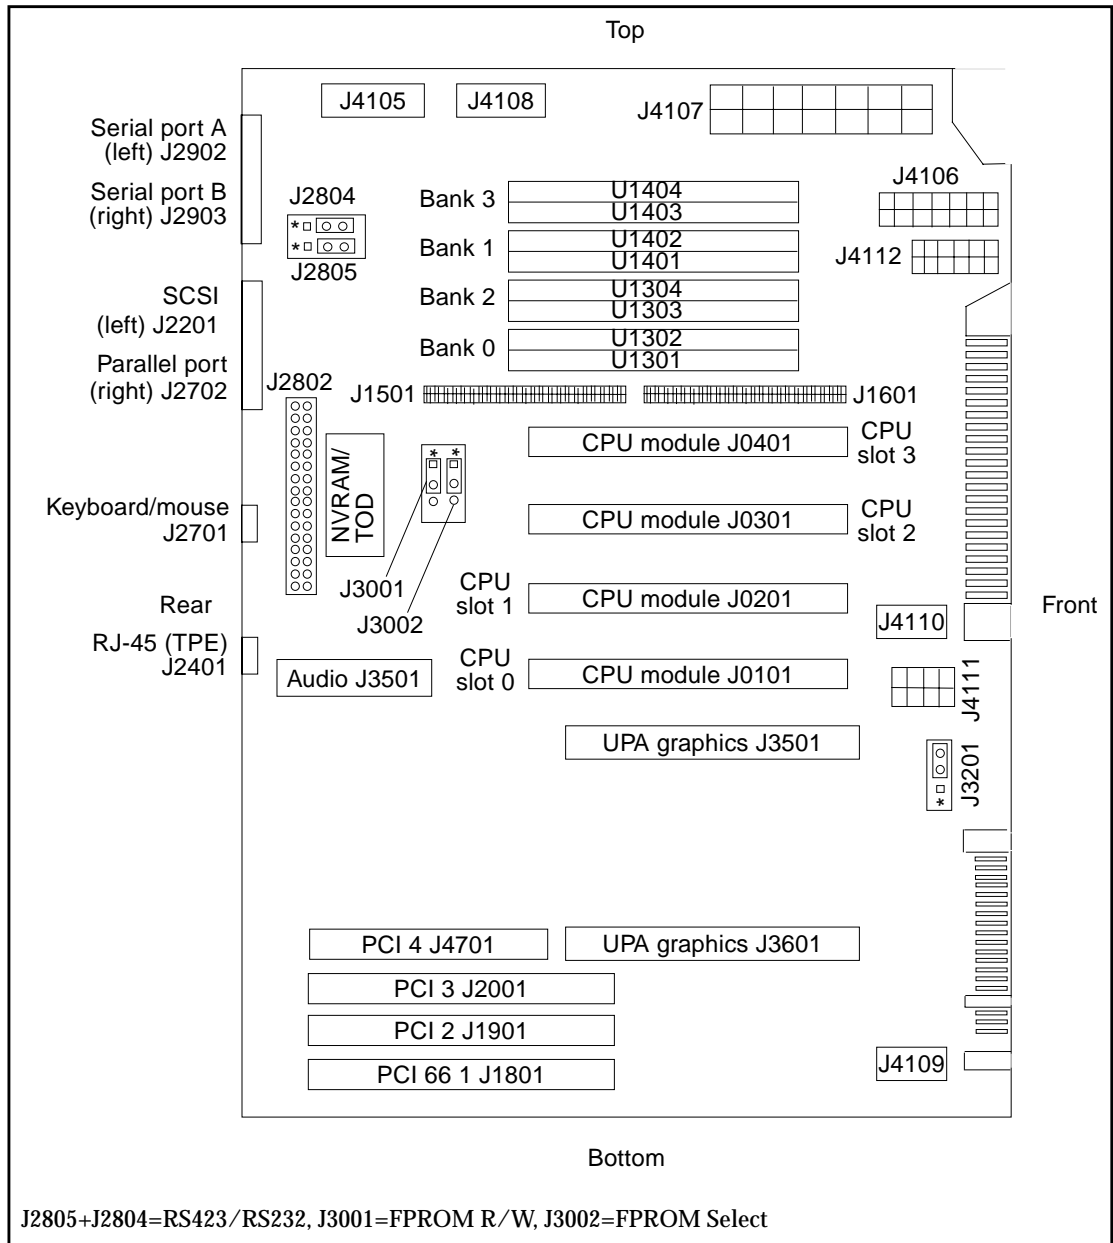 Top
J4105
J4108
J4107
Serial port A
(left) J2902
Serial port B
(right) J2903
J2804
*
*
J2805
Bank 3
U1404
U1403
Bank 1
U1402
U1401
Bank 2
U1304
U1303
Bank 0
U1302
U1301
J4106
J4112
SCSI
(left) J2201
Parallel port
(right) J2702
J2802
J1501
J1601
CPU module J0401
CPU
slot 3
* *
NVRAM/
TOD
Keyboard/mouse
J2701
CPU module J0301
CPU
slot 2
J3001
J3002
CPU
slot 1
CPU module J0201
Rear
J4110
Front
RJ-45 (TPE)
J2401
Audio J3501
CPU
slot 0
CPU module J0101
J4111
UPA graphics J3501
J3201
*
PCI 4 J4701
UPA graphics J3601
PCI 3 J2001
PCI 2 J1901
PCI 66 1 J1801
J4109
Bottom
J2805+J2804=RS423/RS232, J3001=FPROM R/W, J3002=FPROM Select